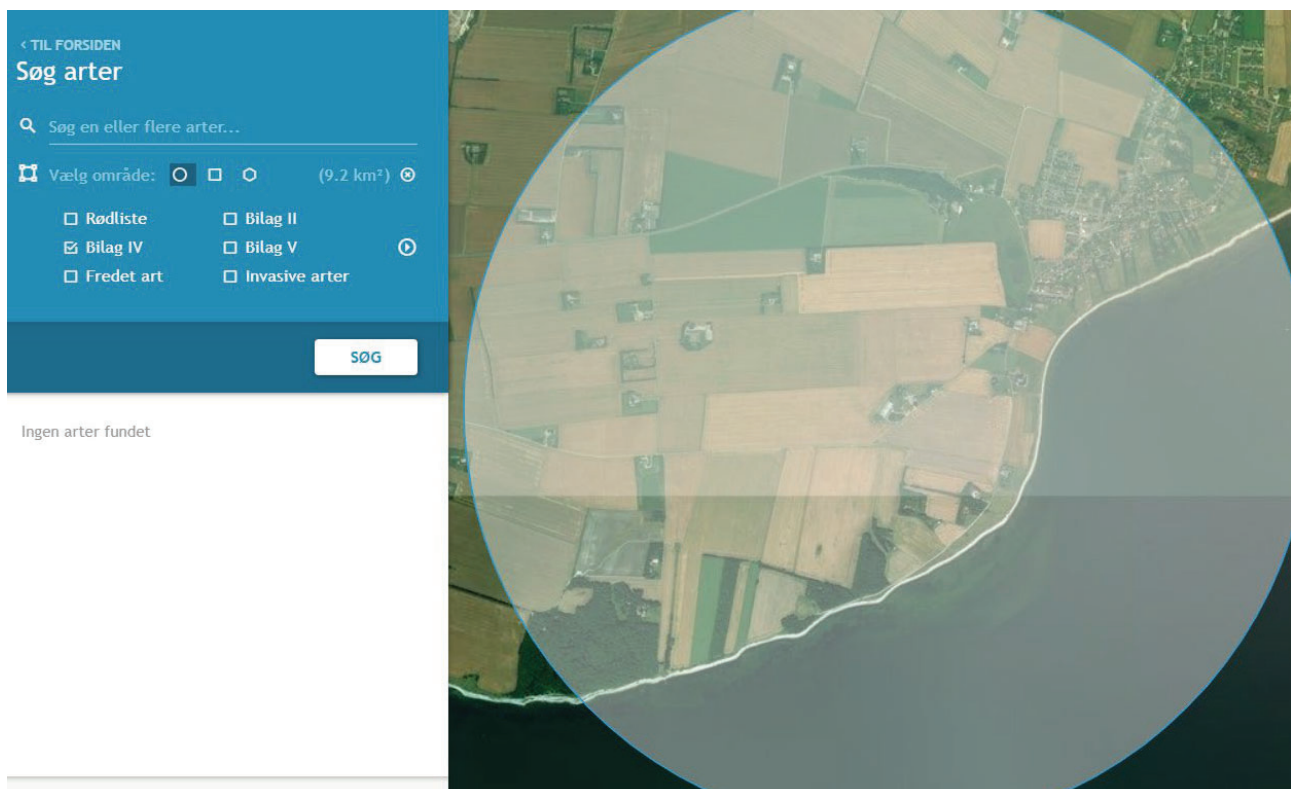 ‹ TIL FORSIDEN
Søg arter
Søg en eller flere arter...
Vælg område: (9.2 km²)
Rødliste Bilag II
Bilag IV Bilag V
Fredet art Invasive arter
SØG
Ingen arter fundet